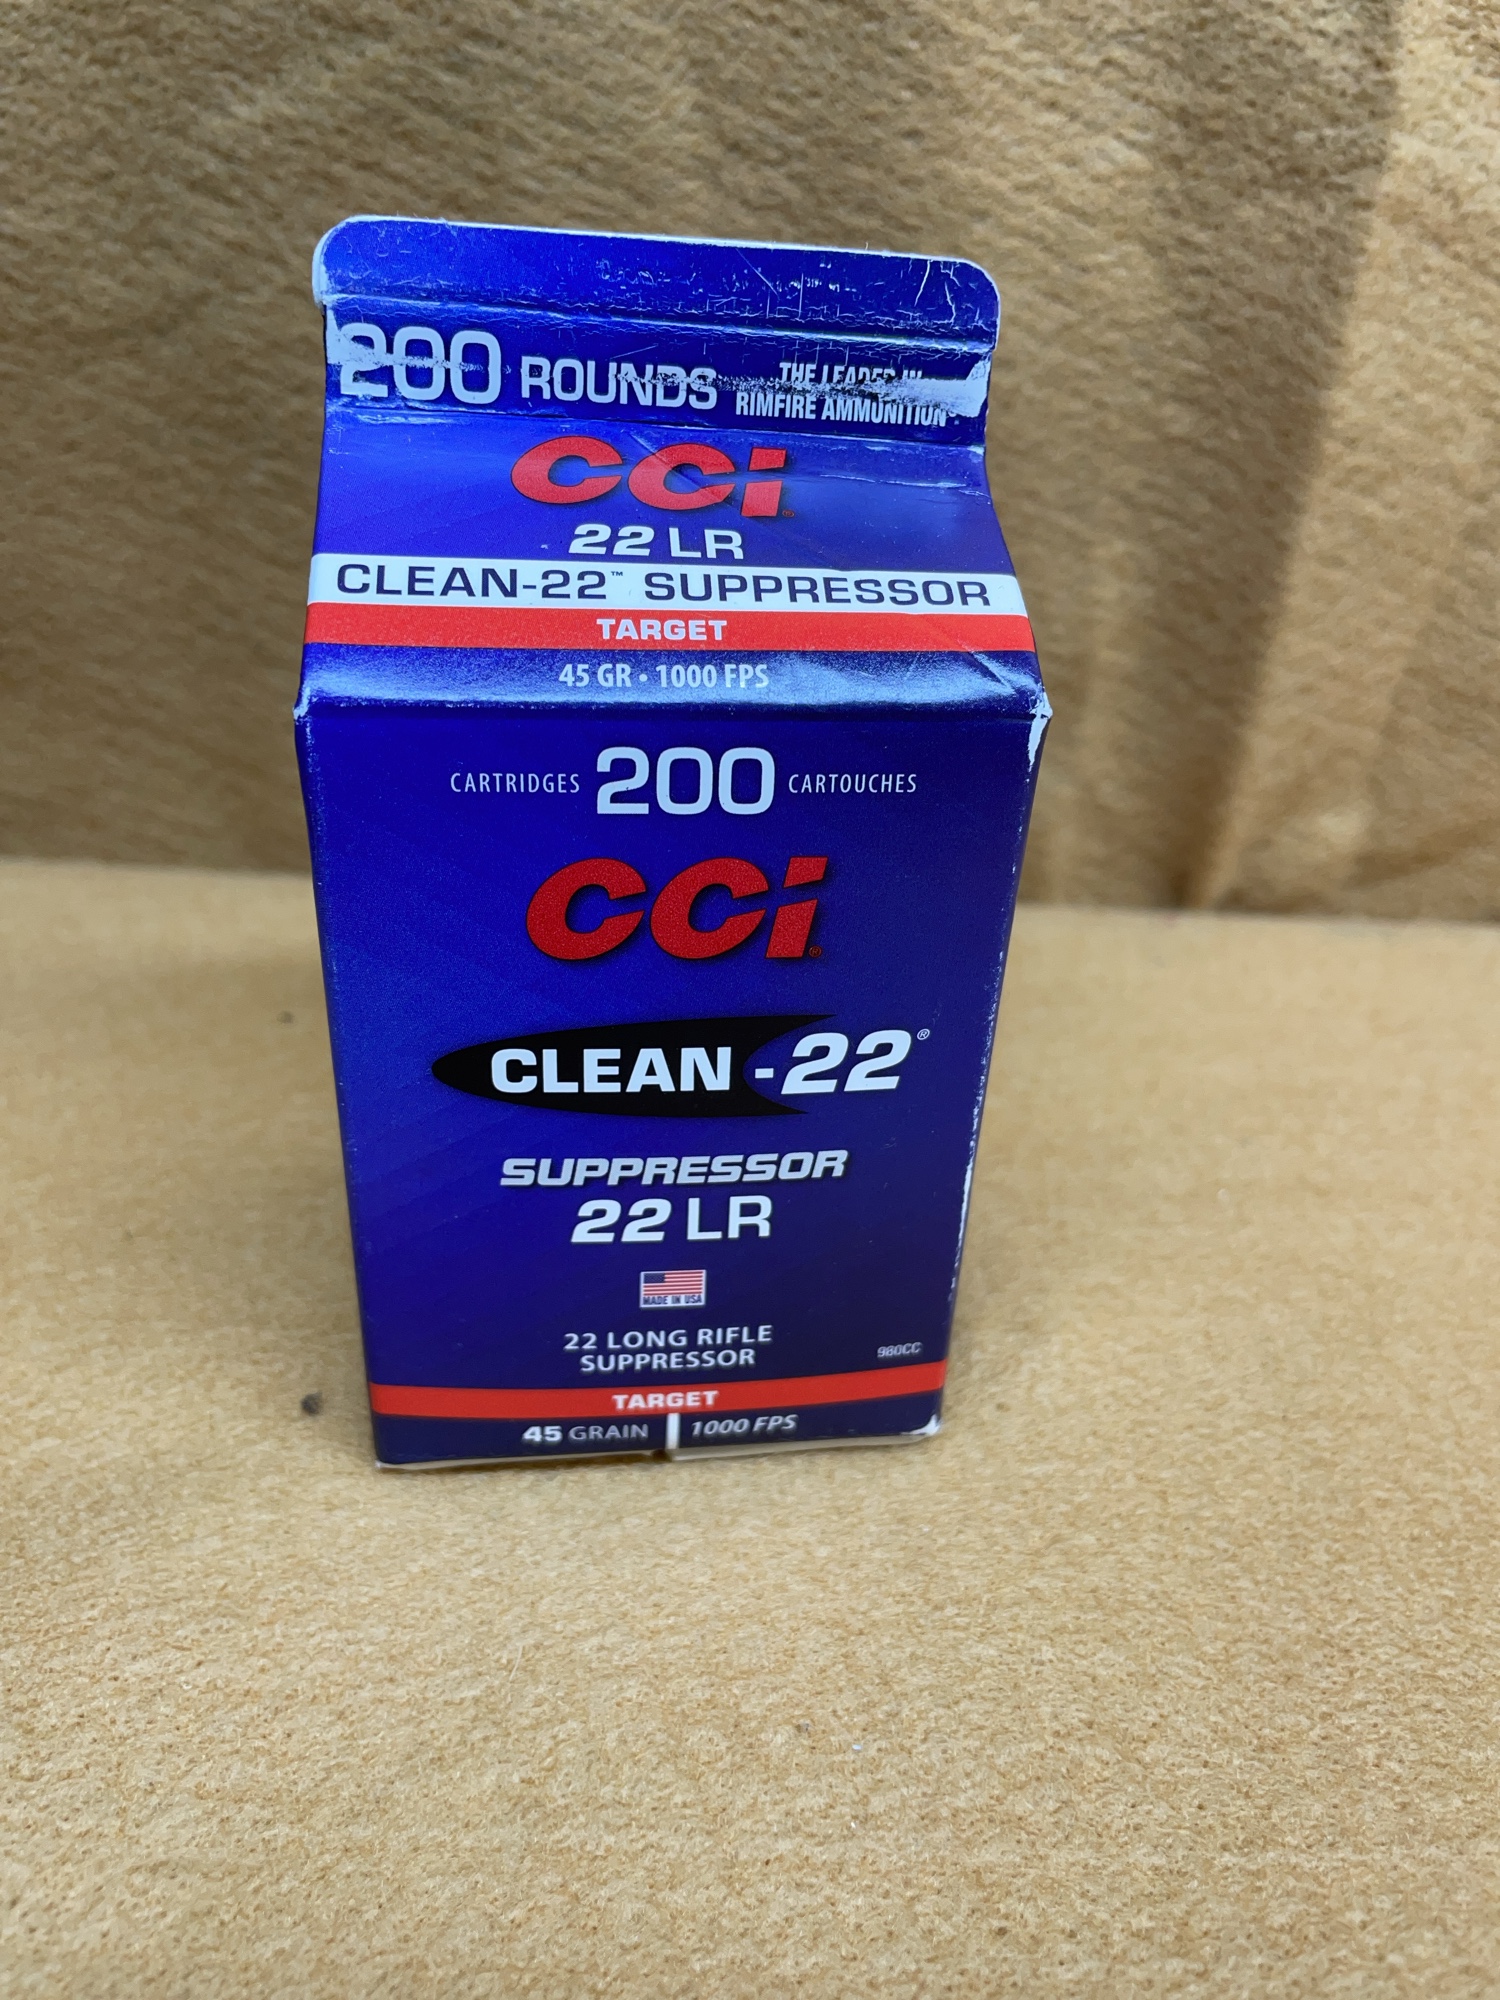 200 ROUNDS THE LEADER IN
RIMFIRE AMMUNITION
CCI®
22 LR
CLEAN-22™ SUPPRESSOR
TARGET
45 GR • 1000 FPS
CARTRIDGES 200 CARTOUCHES
CCI®
CLEAN-22®
SUPPRESSOR
22 LR
MADE IN USA
22 LONG RIFLE
SUPPRESSOR
980CC
TARGET
45 GRAIN | 1000 FPS